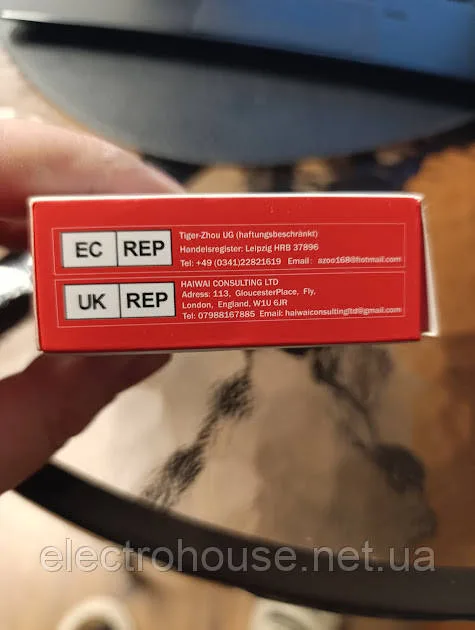 EC REP
Tiger-Zhou UG (haftungsbeschränkt)
Handelsregister: Leipzig HRB 37896
Tel: +49 (0341)22821619 Email: azoo168@hotmail.com
UK REP
HAIWAI CONSULTING LTD
Adress: 113, GloucesterPlace, Fly,
London, England, W1U 6JR
Tel: 07988167885 Email: haiwaiconsultingltd@gmail.com
electrohouse.net.ua